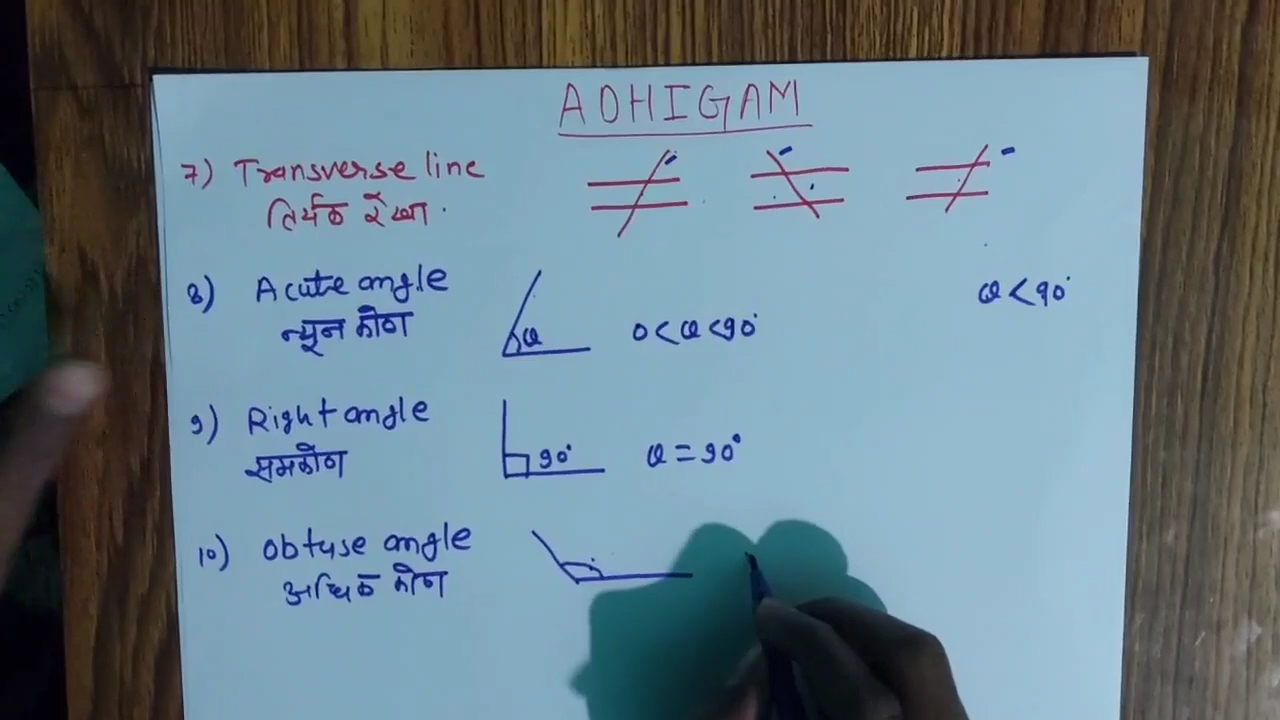 ADHIGAM
7) Transverse line
तिर्यक रेखा
8) Acute angle
न्यून कोण
θ
0<θ<90°
θ<90°
9) Right angle
समकोण
90°
θ=90°
10) Obtuse angle
अधिक कोण